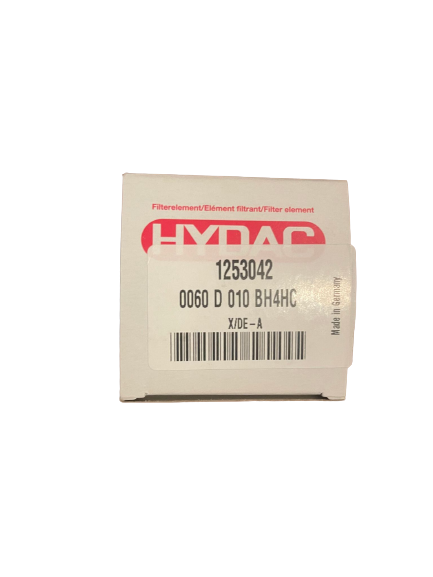 Filterelement/Elément filtrant/Filter element
HYDAC
1253042
0060 D 010 BH4HC
X/DE-A
Made in Germany